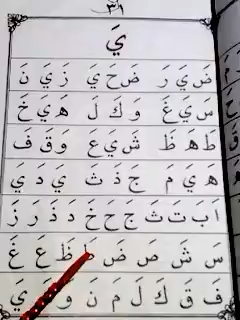 ٣١
يَ
ضَ يَ رَ ضَ حَ يَ زَ يَ نَ
سَ يَ غَ وَ كَ لَ هَ يَ خَ
طَ هَ ظَ شَ يَ عَ وَ قَ فَ
هَ يَ مَ جَ ذَ ثَ يَ دَ يَ
اَ بَ تَ ثَ جَ حَ خَ دَ ذَ رَ زَ
سَ شَ صَ ضَ طَ ظَ عَ غَ
فَ قَ كَ لَ مَ نَ وَ هَ يَ